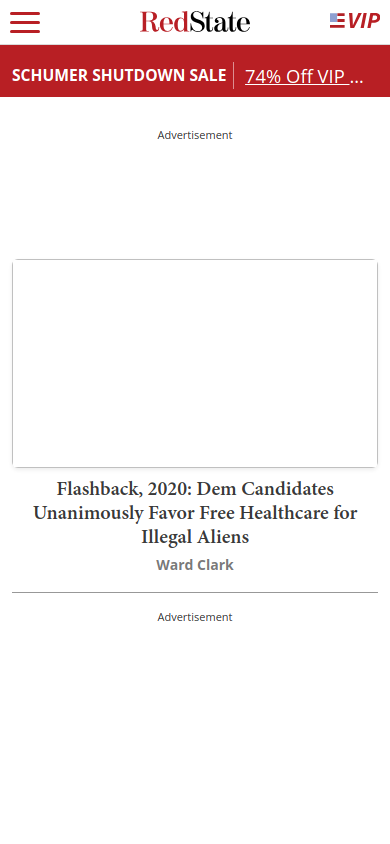 RedState
VIP
SCHUMER SHUTDOWN SALE
74% Off VIP ...
Advertisement
Flashback, 2020: Dem Candidates
Unanimously Favor Free Healthcare for
Illegal Aliens
Ward Clark
Advertisement